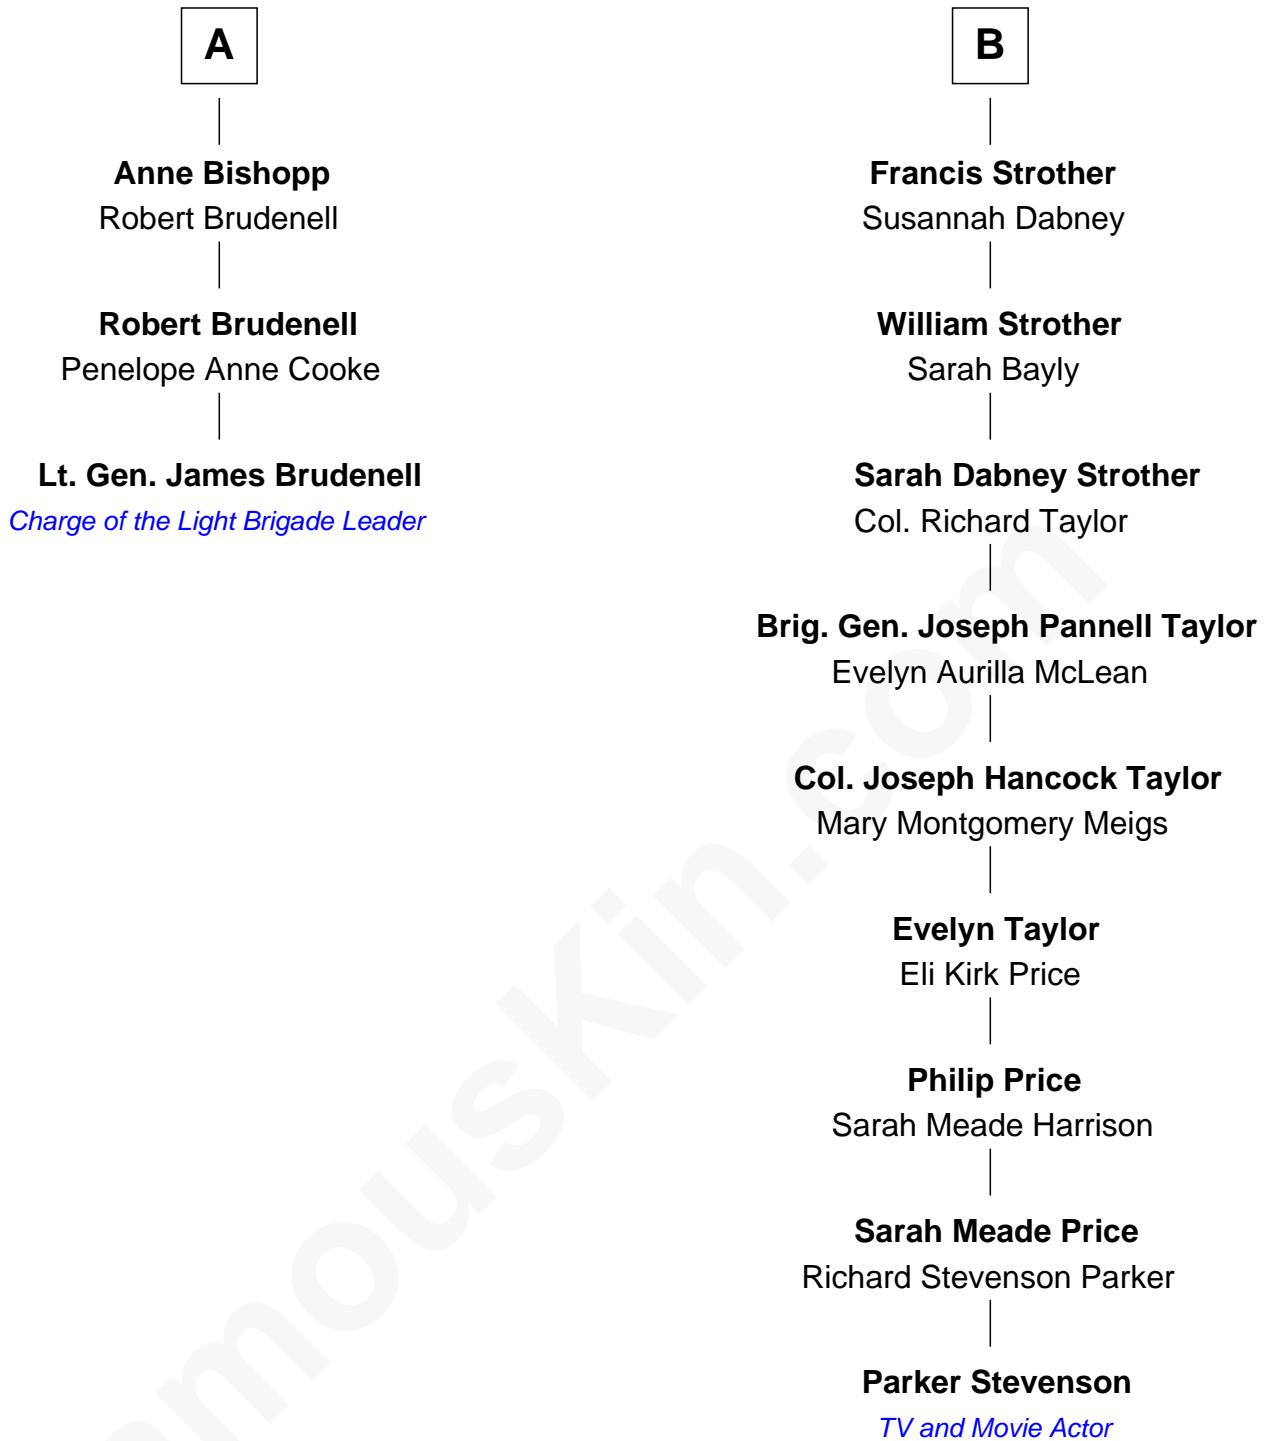 A
Anne Bishopp
Robert Brudenell
Robert Brudenell
Penelope Anne Cooke
Lt. Gen. James Brudenell
Charge of the Light Brigade Leader
B
Francis Strother
Susannah Dabney
William Strother
Sarah Bayly
Sarah Dabney Strother
Col. Richard Taylor
Brig. Gen. Joseph Pannell Taylor
Evelyn Aurilla McLean
Col. Joseph Hancock Taylor
Mary Montgomery Meigs
Evelyn Taylor
Eli Kirk Price
Philip Price
Sarah Meade Harrison
Sarah Meade Price
Richard Stevenson Parker
Parker Stevenson
TV and Movie Actor
amousKin.com